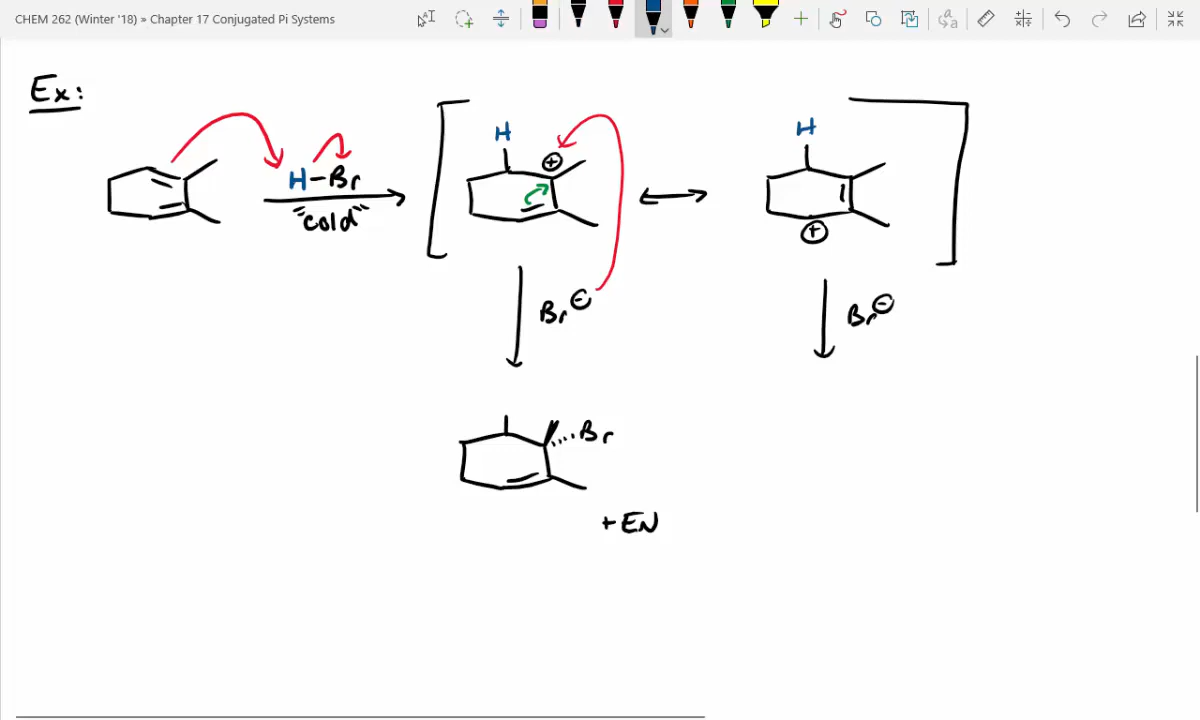 CHEM 262 (Winter '18) » Chapter 17 Conjugated Pi Systems
Ex:
H H
H-Br
"cold"
⊕
⊕
Br⊖ Br⊖
Br
+ EN